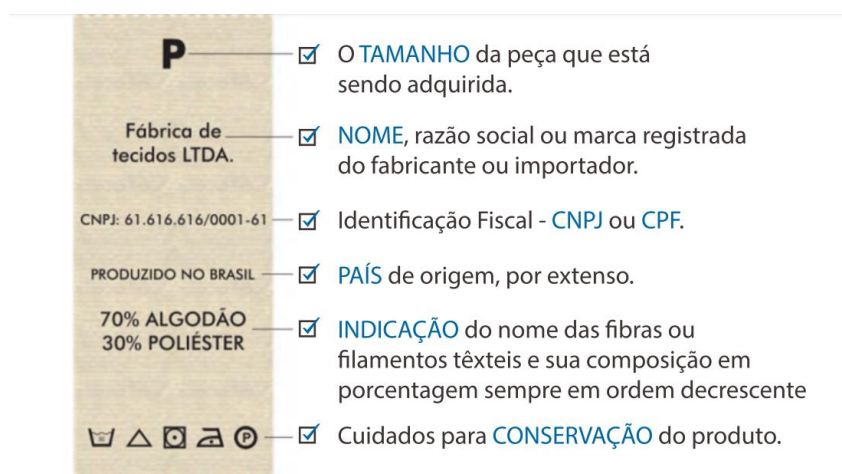 P
O TAMANHO da peça que está
sendo adquirida.
Fábrica de
tecidos LTDA.
NOME, razão social ou marca registrada
do fabricante ou importador.
CNPJ: 61.616.616/0001-61
Identificação Fiscal - CNPJ ou CPF.
PRODUZIDO NO BRASIL
PAÍS de origem, por extenso.
70% ALGODÃO
30% POLIÉSTER
INDICAÇÃO do nome das fibras ou
filamentos têxteis e sua composição em
porcentagem sempre em ordem decrescente
P
Cuidados para CONSERVAÇÃO do produto.